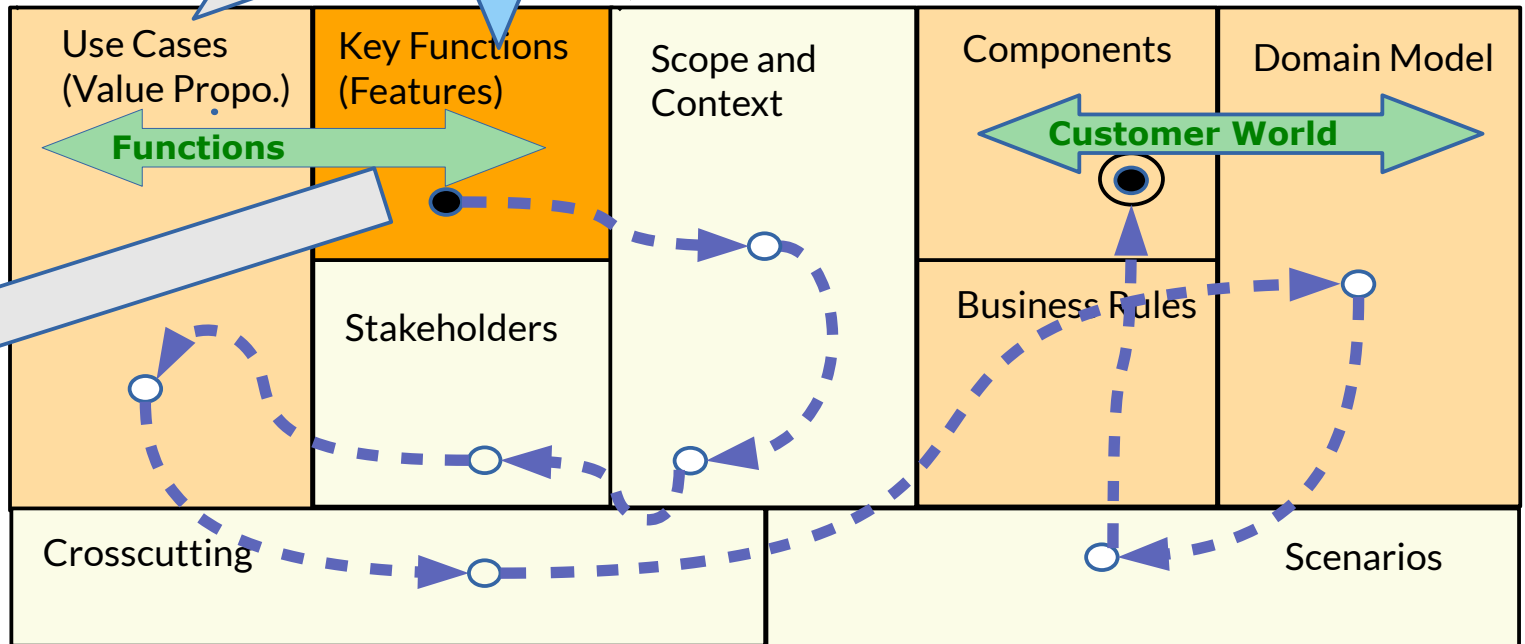 Use Cases
(Value Propo.)
Key Functions
(Features)
Scope and
Context
Components
Domain Model
Functions
Customer World
Stakeholders
Business Rules
Crosscutting
Scenarios